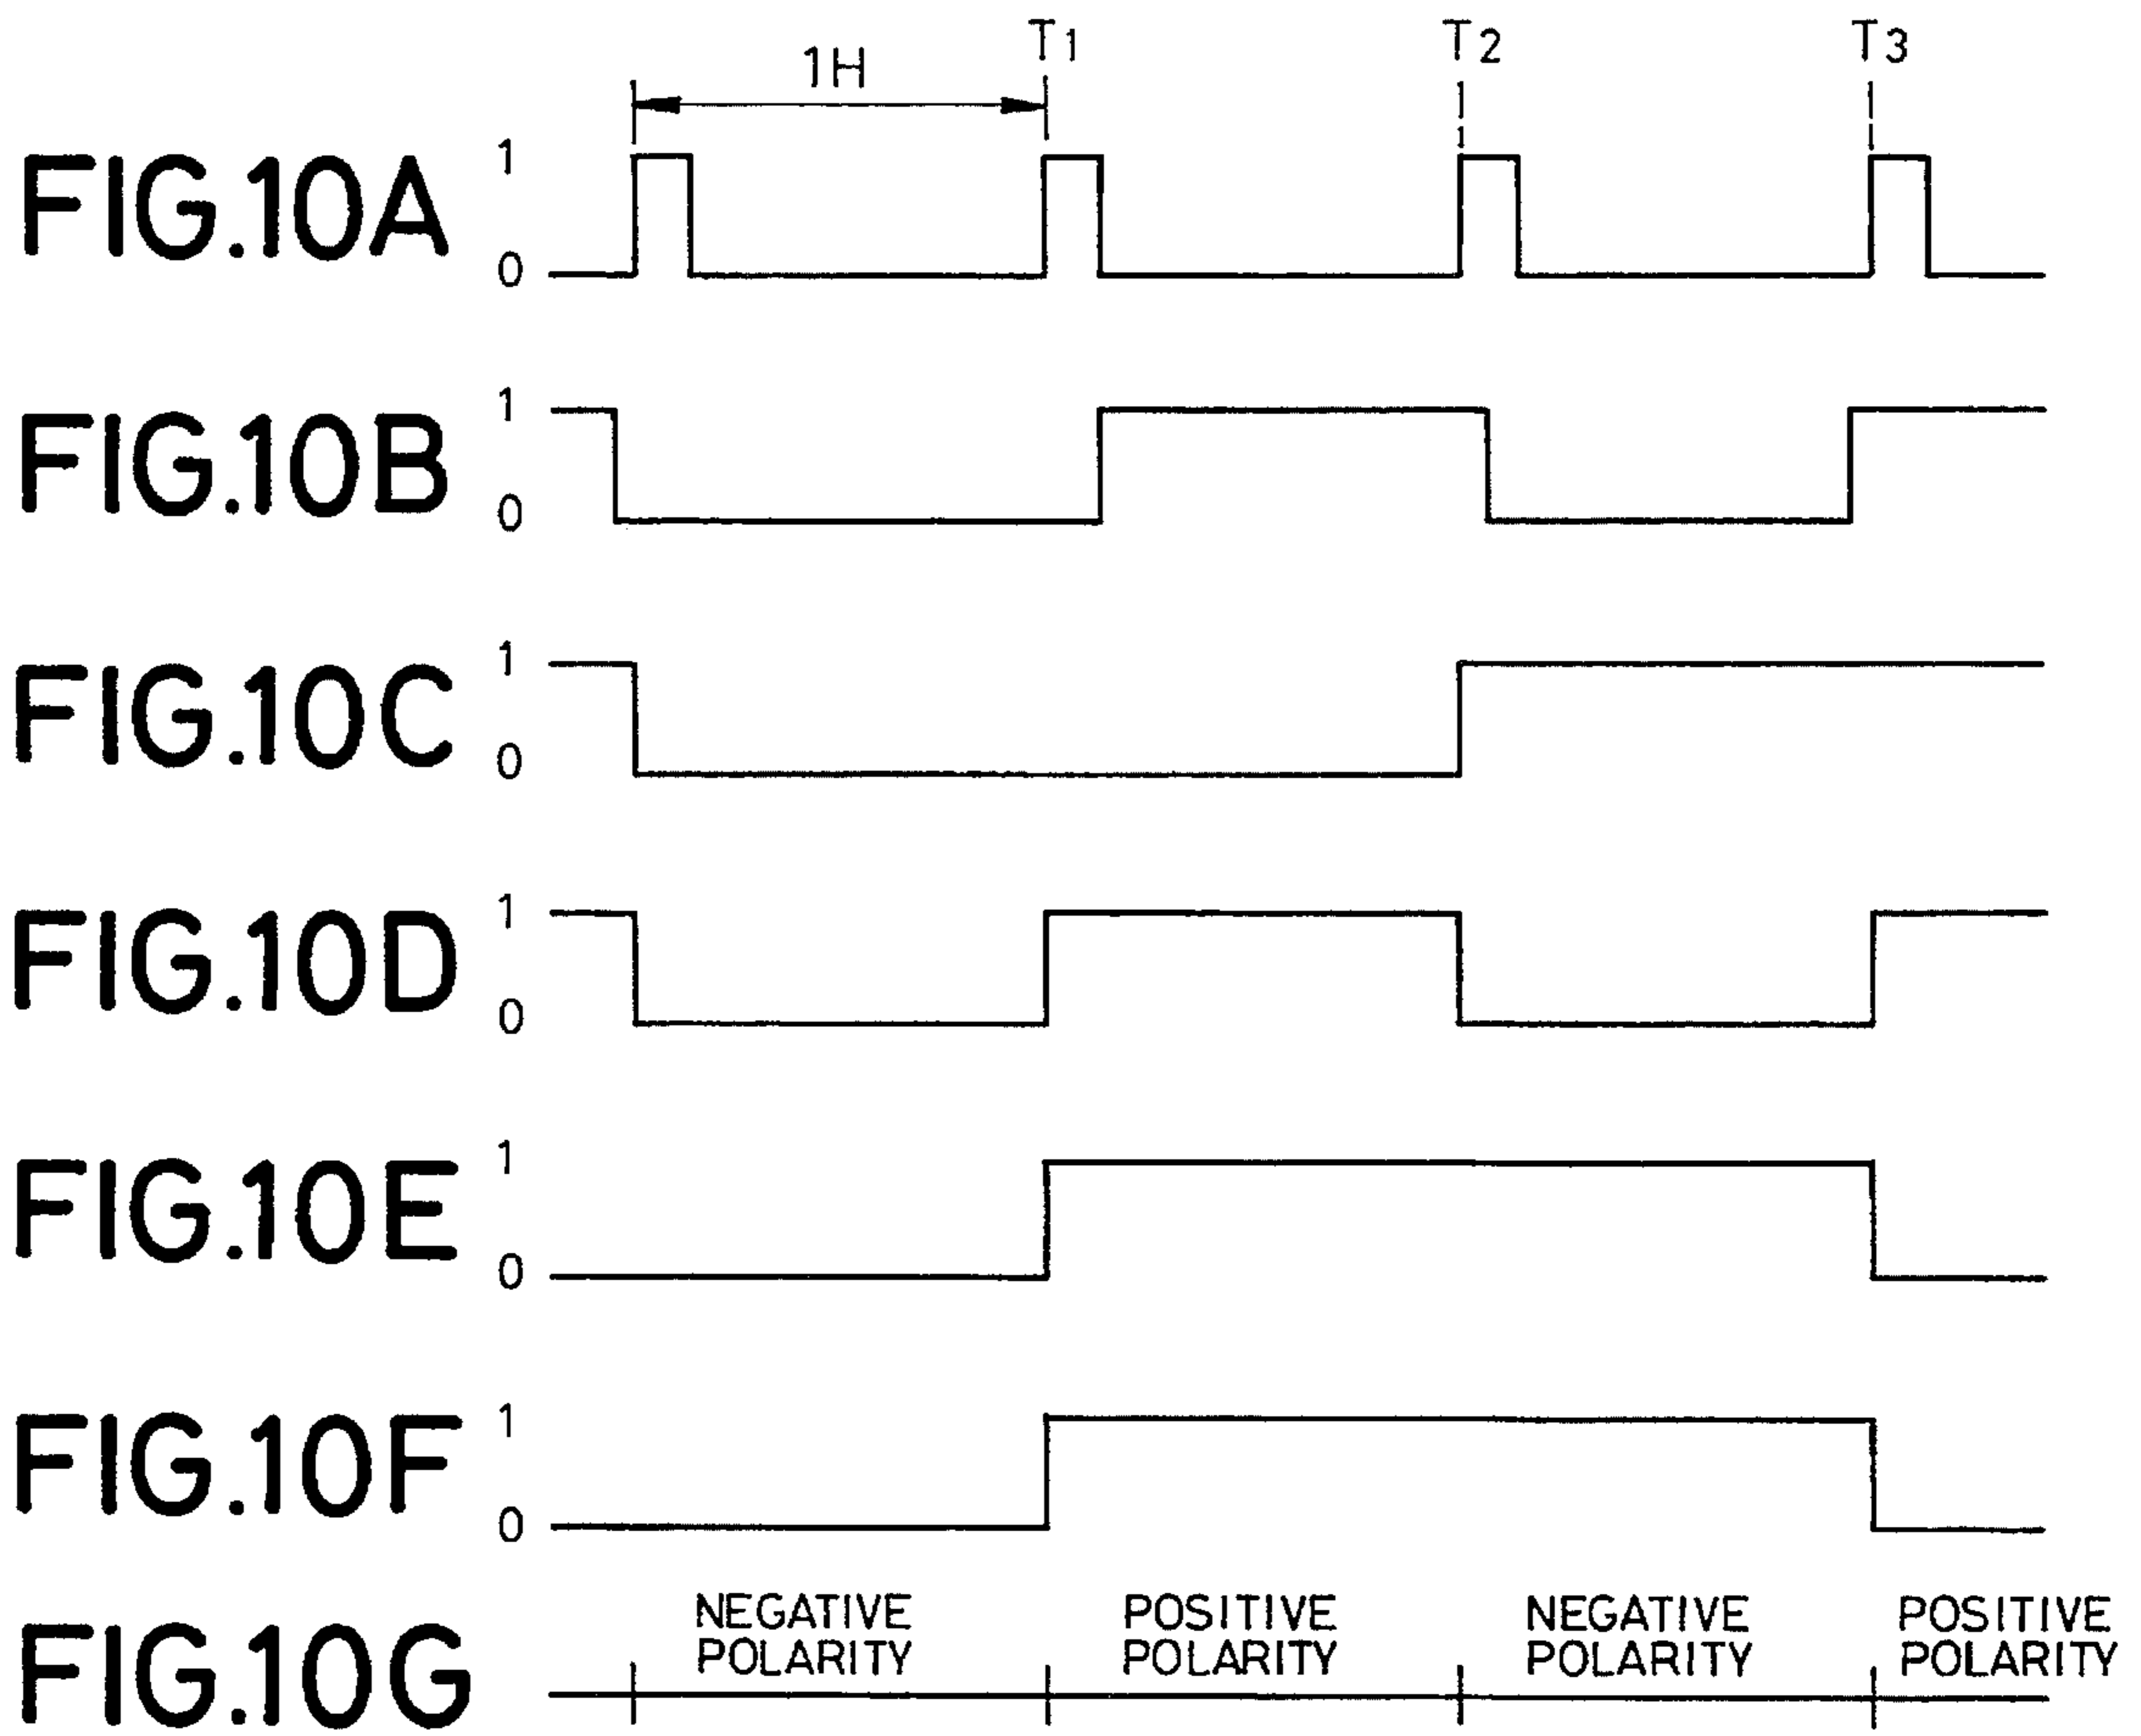 T1 T2 T3
1H
FIG.10A 1 0
FIG.10B 1 0
FIG.10C 1 0
FIG.10D 1 0
FIG.10E 1 0
FIG.10F 1 0
FIG.10G
NEGATIVE POLARITY
POSITIVE POLARITY
NEGATIVE POLARITY
POSITIVE POLARITY